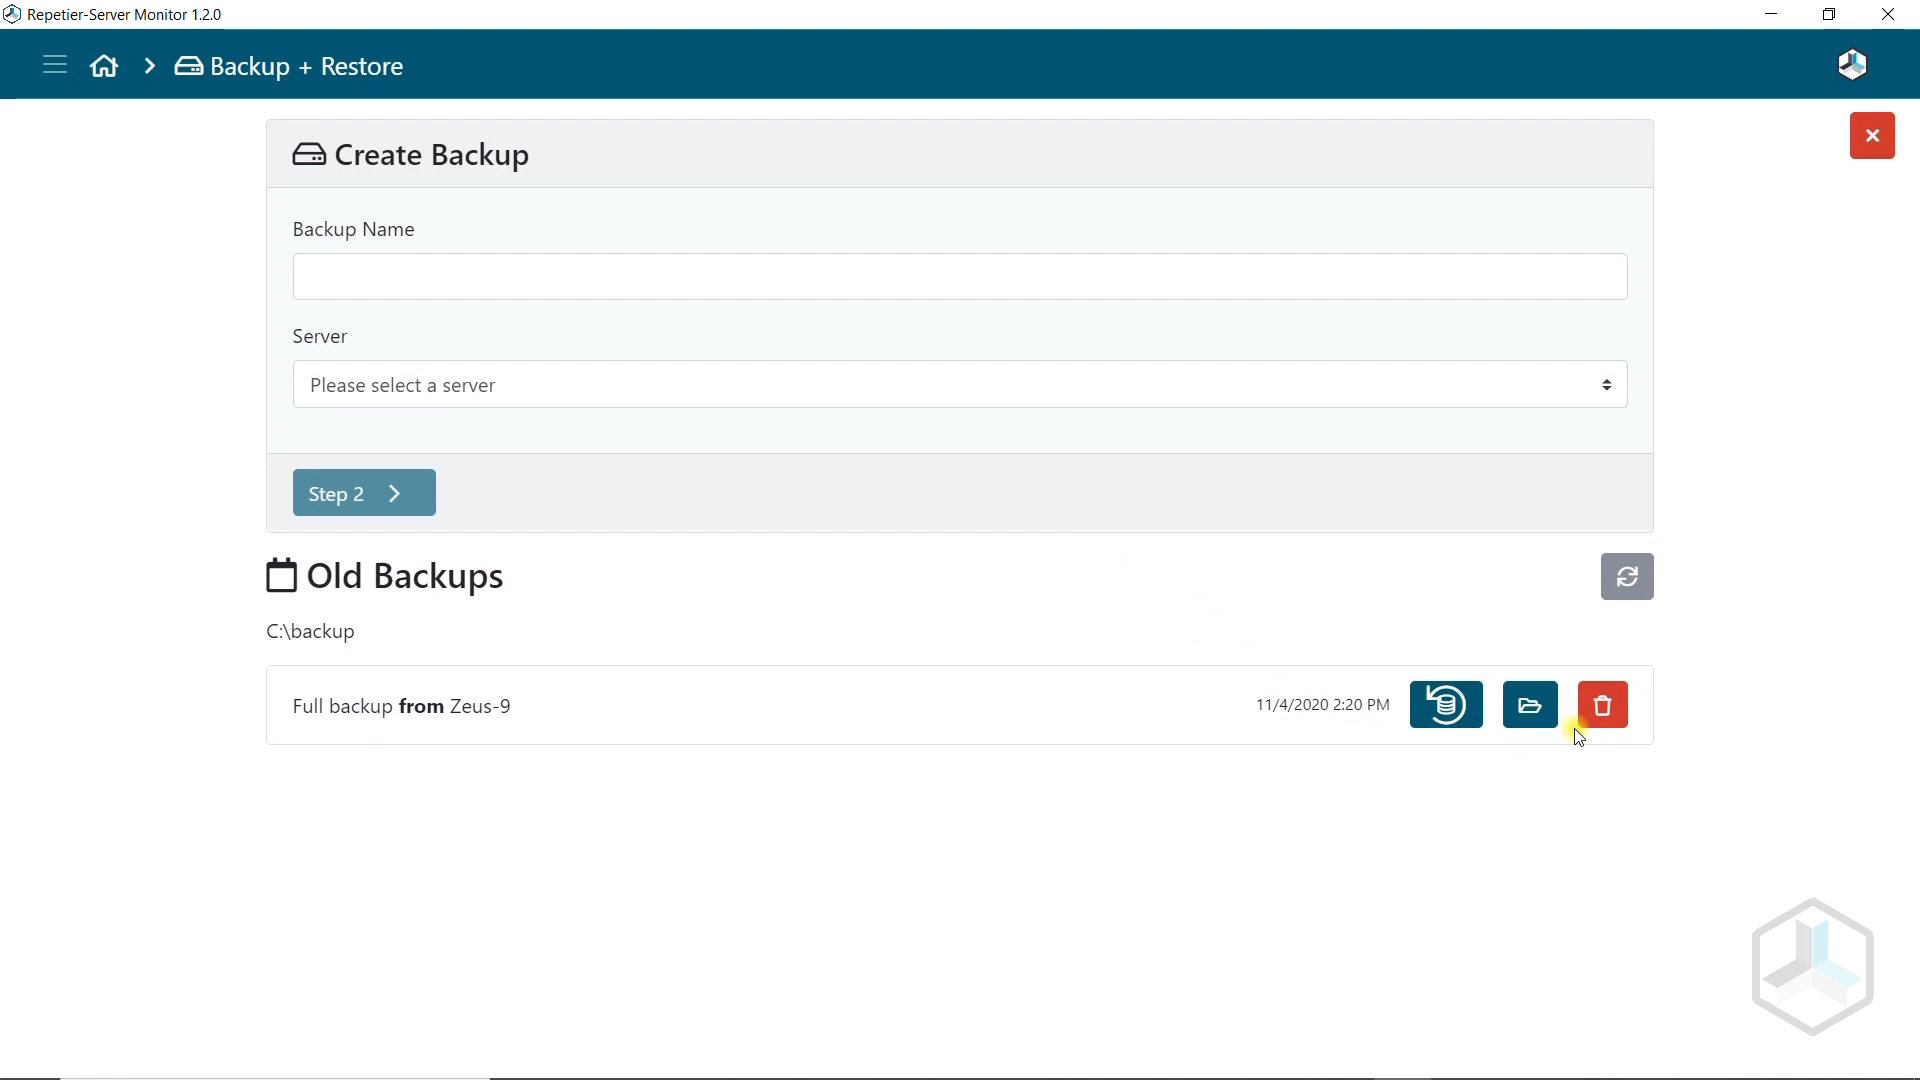 Repetier-Server Monitor 1.2.0
Backup + Restore
Create Backup
Backup Name
Server
Please select a server
Step 2
Old Backups
C:\backup
Full backup from Zeus-9 11/4/2020 2:20 PM